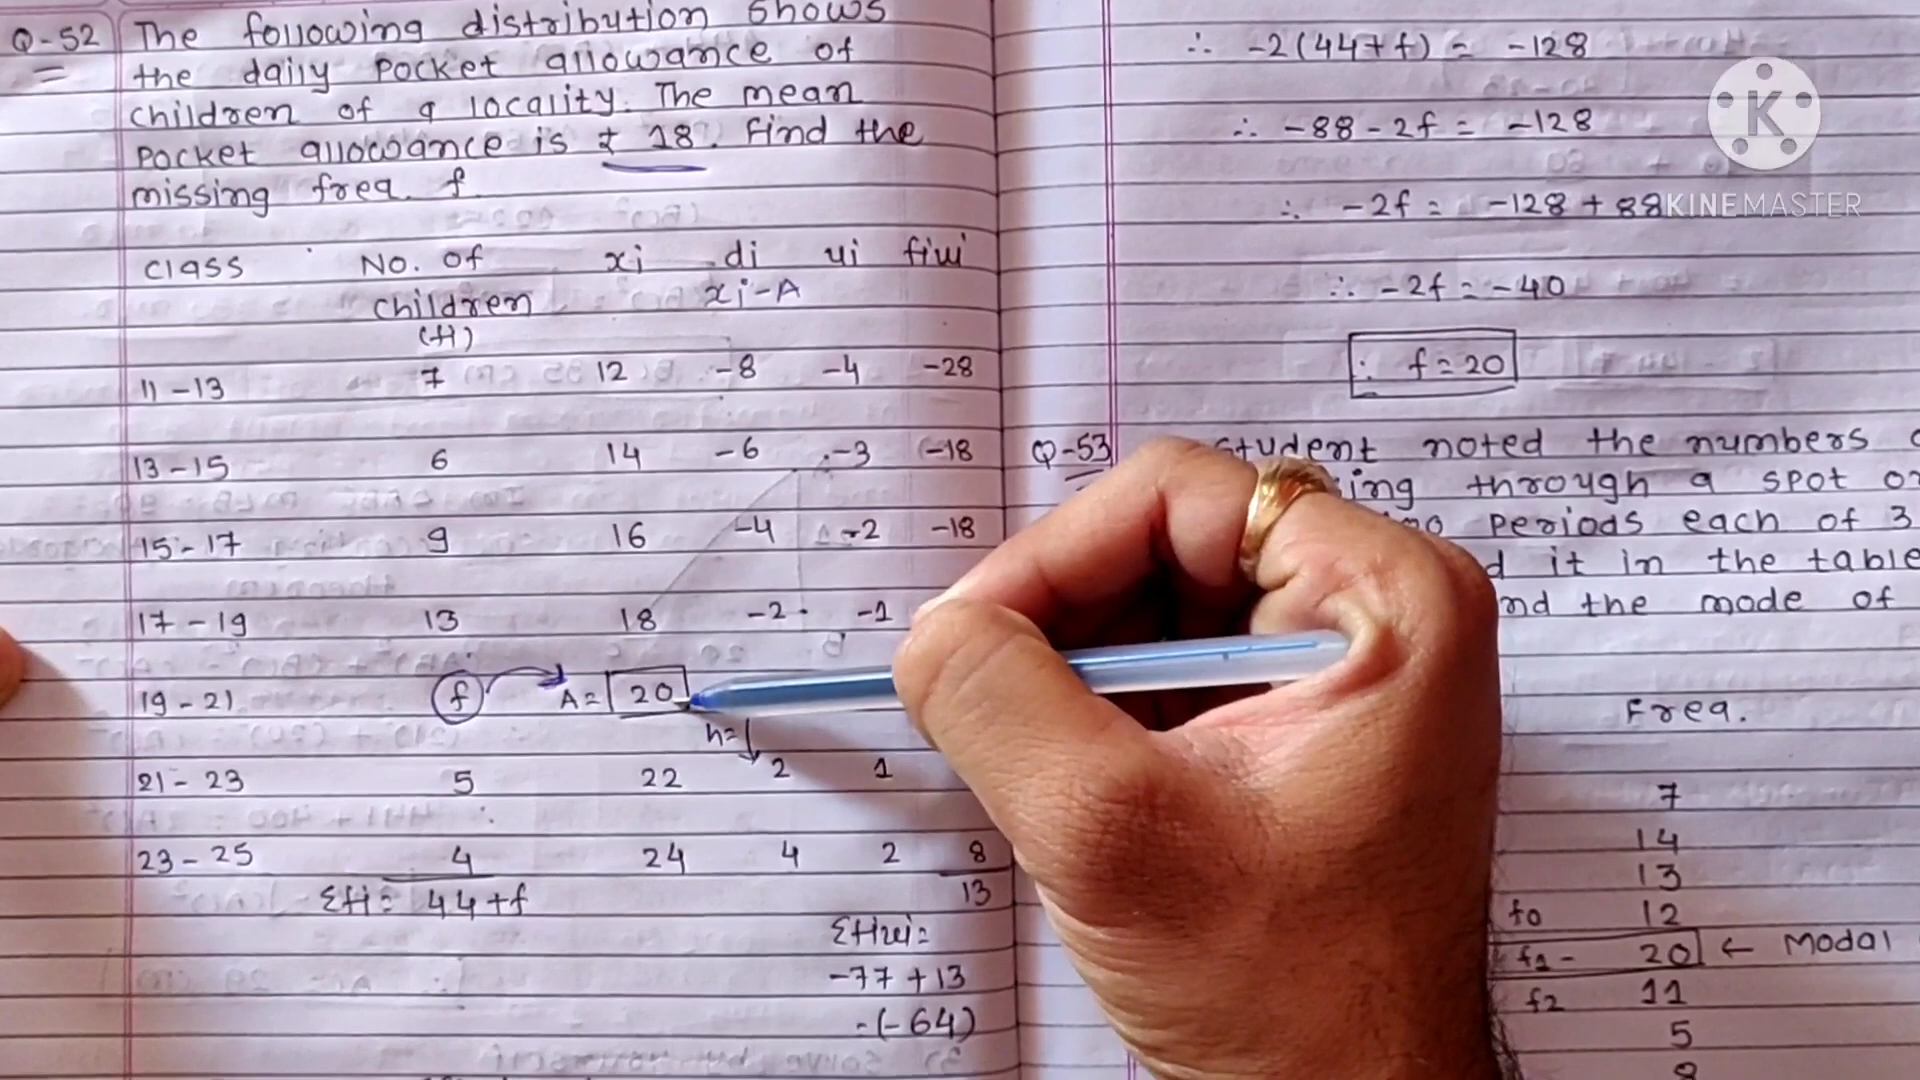 Q-52 The following distribution shows
the daily pocket allowance of
children of a locality. The mean
pocket allowance is ₹ 18. Find the
missing freq. f.
class No. of xi di ui fiui
children xi-A
(fi)
11-13 7 12 -8 -4 -28
13-15 6 14 -6 -3 -18
15-17 9 16 -4 -2 -18
17-19 13 18 -2 -1
19-21 f A= 20
h=
21-23 5 22 2 1
23-25 4 24 4 2 8
Σfi= 44+f 13
Σfiui=
-77+13
(-64)
∴ -2(44+f) = -128
∴ -88-2f = -128
∴ -2f = -128+88
∴ -2f = -40
∴ f=20
Q-53 student noted the numbers
ing through a spot
periods each of 3
d it in the table
nd the mode of
Freq.
7
14
13
f0 12
f1- 20 ← Modal
f2 11
5
8
K
KINEMASTER